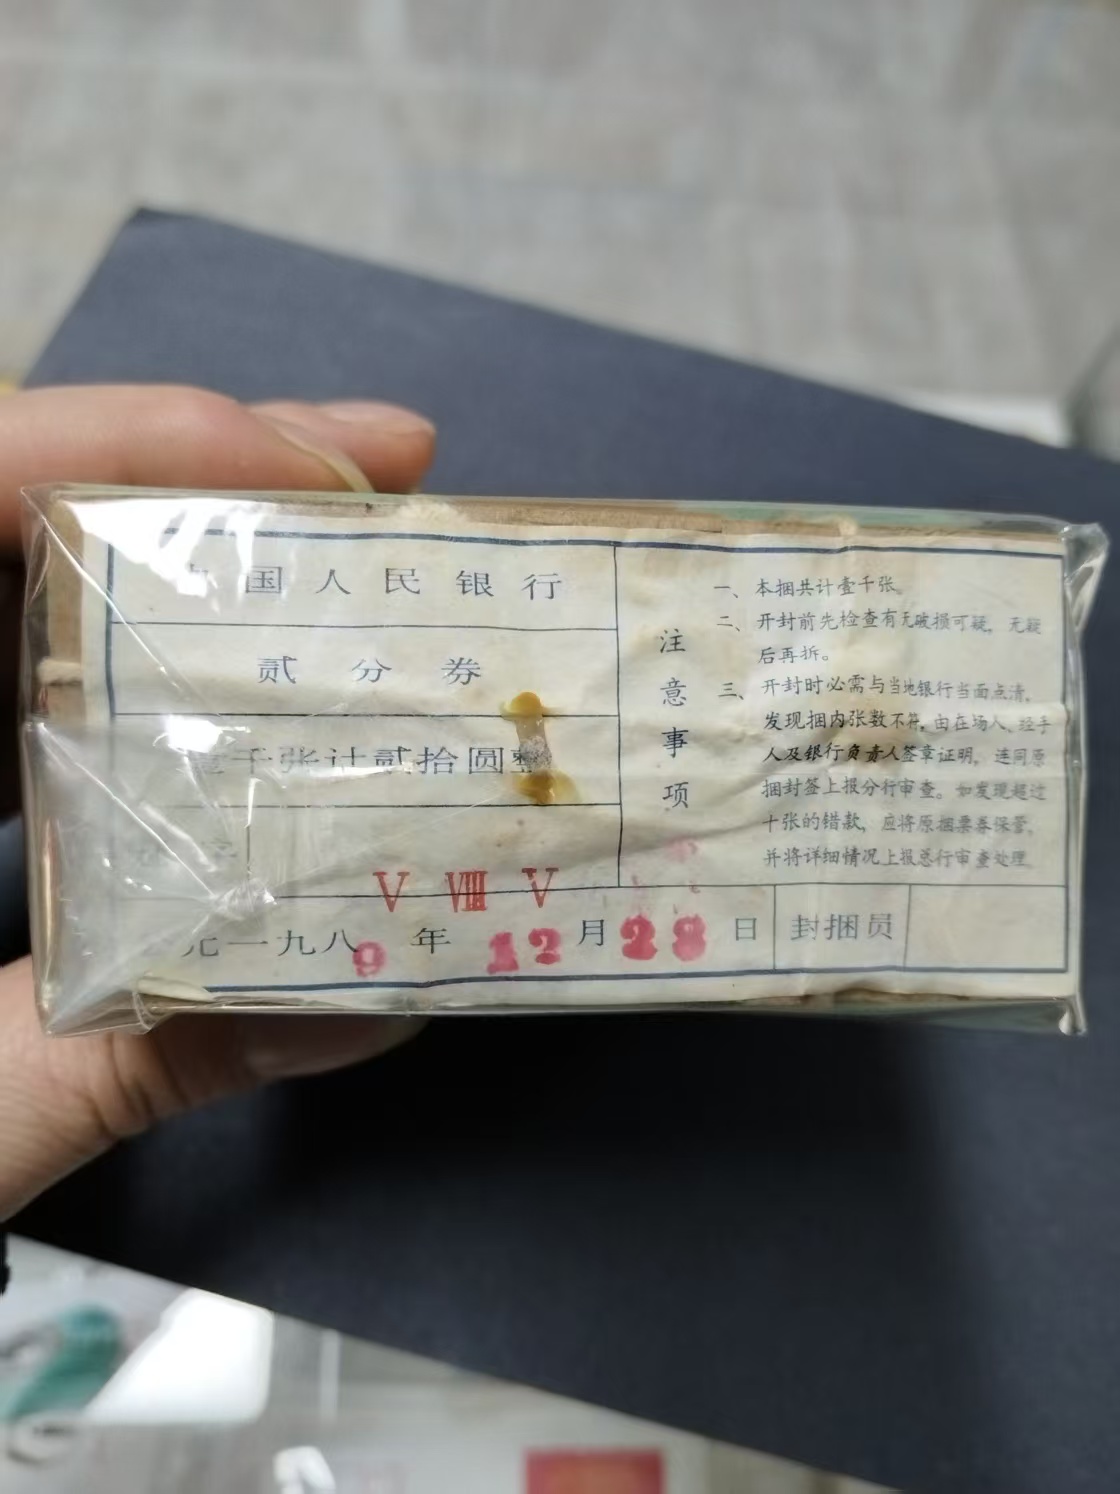 中国人民银行
贰分券
壹千张计贰拾圆整
字
V VIII V
元一九八9年12月28日
封捆员
注意事项
一、本捆共计壹千张。
二、开封前先检查有无破损可疑，无疑
后再拆。
三、开封时必需与当地银行当面点清，
发现捆内张数不符，由在场人、经手
人及银行负责人签章证明，连同原
捆封签上报分行审查。如发现超过
十张的错款，应将原捆票券保管，
并将详细情况上报总行审查处理。